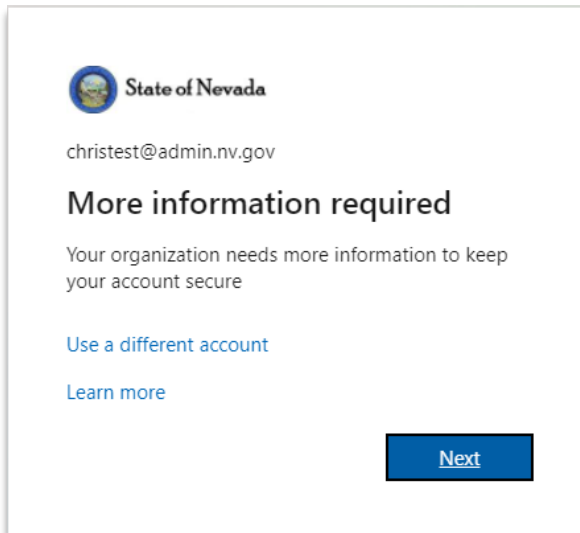 State of Nevada
christest@admin.nv.gov
More information required
Your organization needs more information to keep
your account secure
Use a different account
Learn more
Next